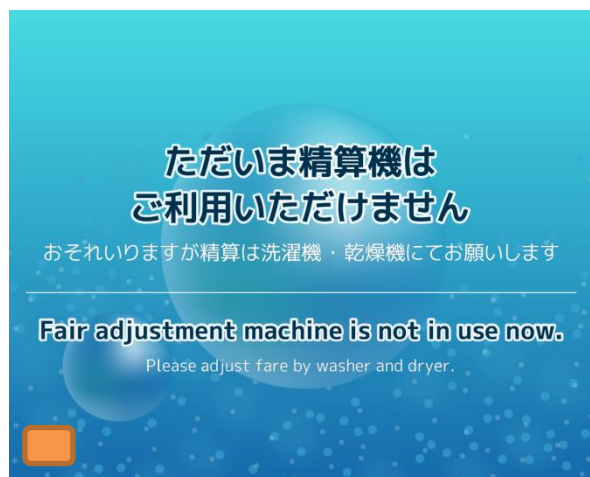 ただいま精算機は
ご利用いただけません
おそれいりますが精算は洗濯機・乾燥機にてお願いします
Fair adjustment machine is not in use now.
Please adjust fare by washer and dryer.